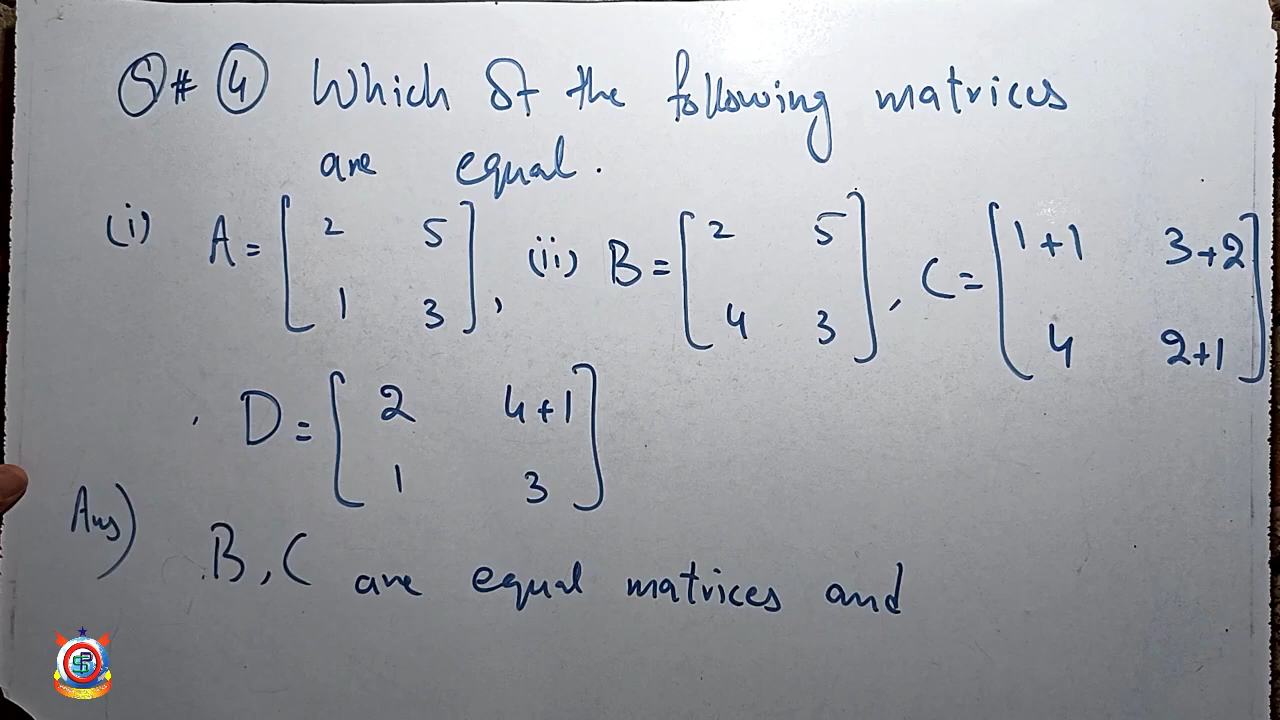 Q# 4 Which of the following matrices
are equal.
(i) A = [ 2 5 , (ii) B = [ 2 5 , C = [ 1+1 3+2
1 3 ] 4 3 ] 4 2+1 ]
, D = [ 2 4+1
1 3 ]
Ans) B, C are equal matrices and